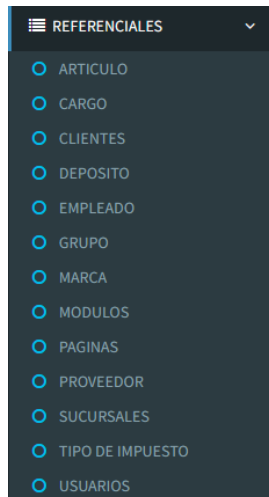 REFERENCIALES
ARTICULO
CARGO
CLIENTES
DEPOSITO
EMPLEADO
GRUPO
MARCA
MODULOS
PAGINAS
PROVEEDOR
SUCURSALES
TIPO DE IMPUESTO
USUARIOS